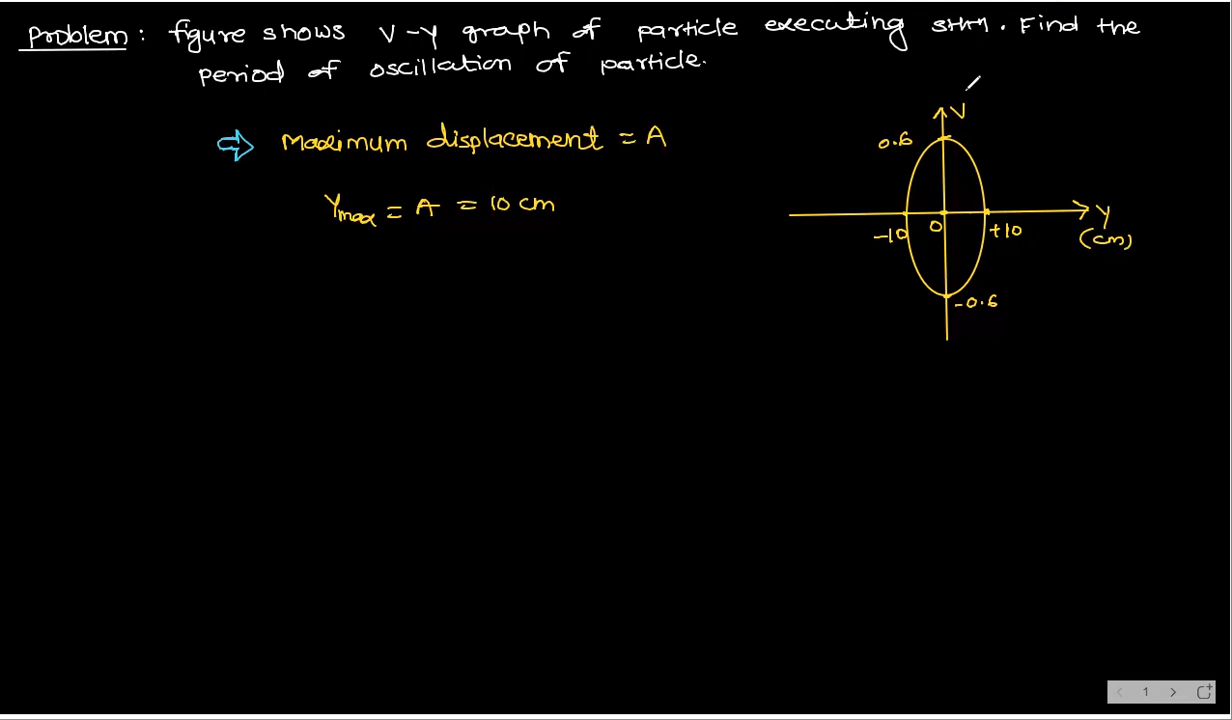 Problem: figure shows V-Y graph of particle executing SHM. Find the
period of oscillation of particle.
⇒ Maximum displacement = A
Ymax = A = 10 cm
V
0.6
-10
0
+10
Y
(cm)
-0.6
1